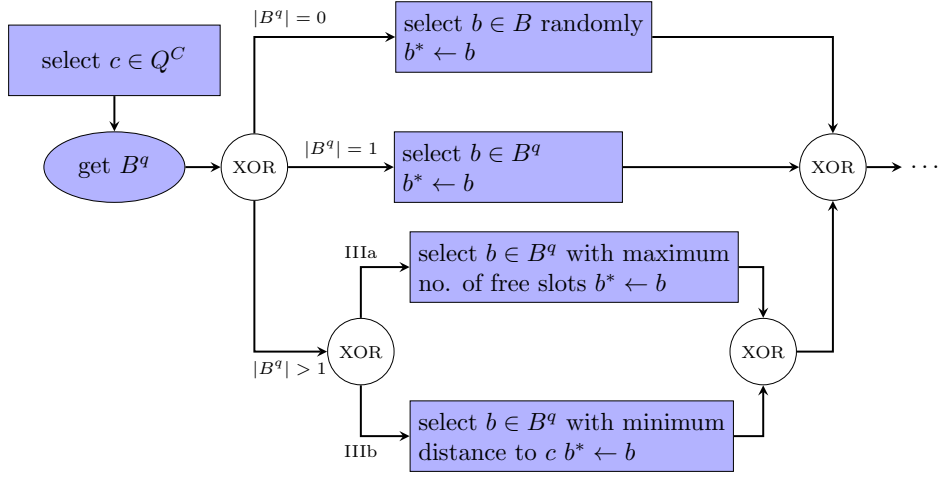 select c ∈ Q^C
get B^q
XOR
|B^q| = 0
select b ∈ B randomly
b* ← b
|B^q| = 1
select b ∈ B^q
b* ← b
XOR
···
|B^q| > 1
XOR
IIIa
select b ∈ B^q with maximum
no. of free slots b* ← b
IIIb
select b ∈ B^q with minimum
distance to c b* ← b
XOR